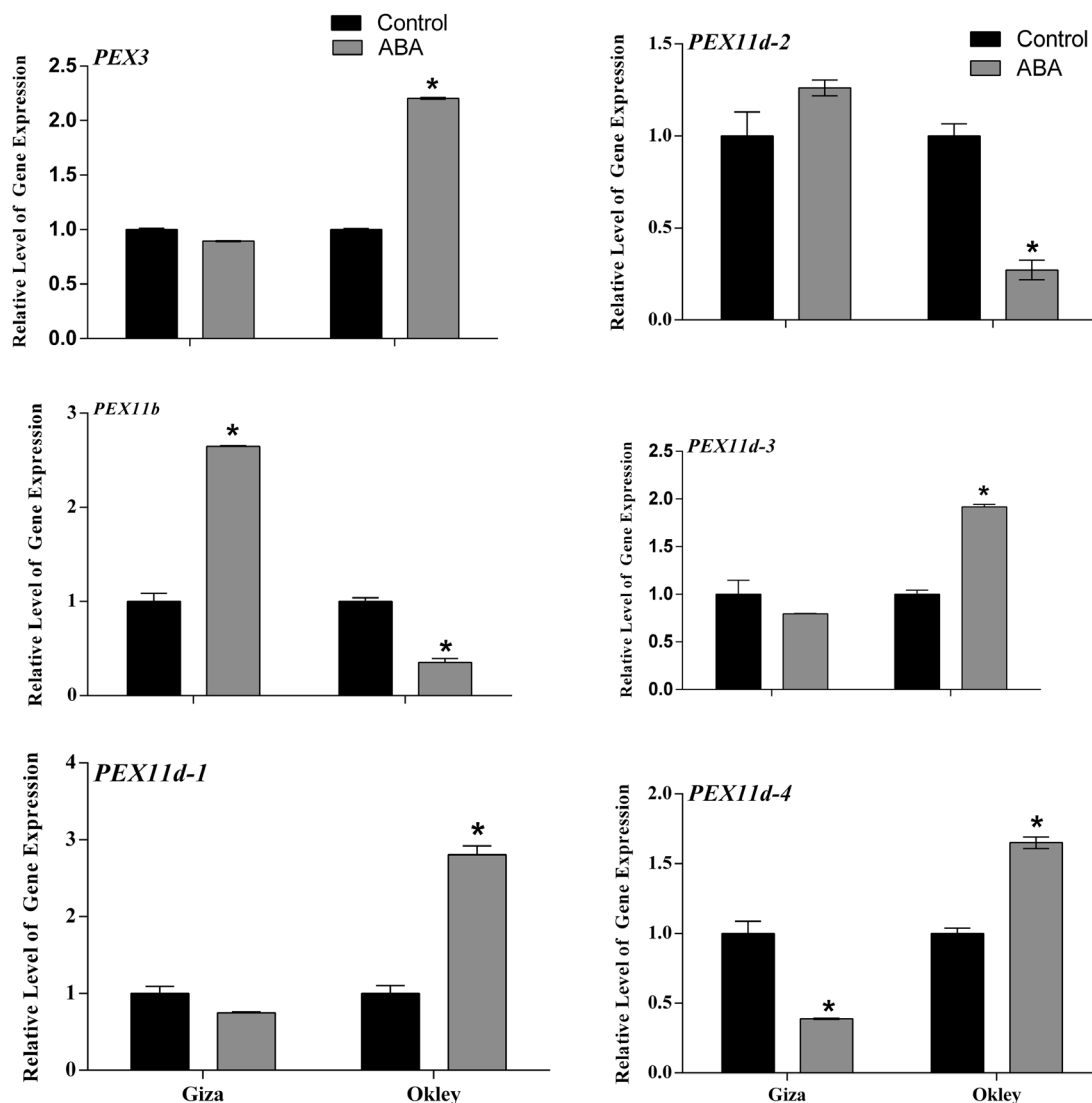 Control
ABA
PEX3
Relative Level of Gene Expression
2.5
2.0
1.5
1.0
0.5
0.0
*
Control
ABA
PEX11d-2
Relative Level of Gene Expression
1.5
1.0
0.5
0.0
*
PEX11b
Relative Level of Gene Expression
3
2
1
0
*
*
PEX11d-3
Relative Level of Gene Expression
2.5
2.0
1.5
1.0
0.5
0.0
*
PEX11d-1
Relative Level of Gene Expression
4
3
2
1
0
*
Giza
Okley
PEX11d-4
Relative Level of Gene Expression
2.0
1.5
1.0
0.5
0.0
*
*
Giza
Okley